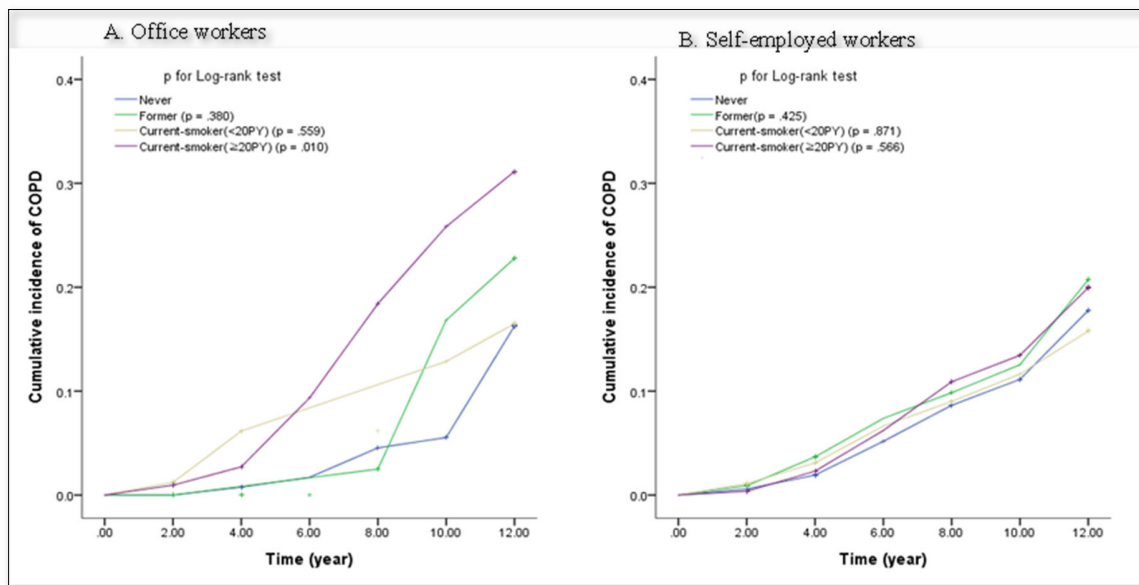 A. Office workers
p for Log-rank test
Never
Former (p = .380)
Current-smoker(<20PY) (p = .559)
Current-smoker(≥20PY) (p = .010)
Cumulative incidence of COPD
0.4
0.3
0.2
0.1
0.0
.00 2.00 4.00 6.00 8.00 10.00 12.00
Time (year)
B. Self-employed workers
p for Log-rank test
Never
Former(p = .425)
Current-smoker(<20PY) (p = .871)
Current-smoker(≥20PY) (p = .566)
Cumulative incidence of COPD
0.4
0.3
0.2
0.1
0.0
.00 2.00 4.00 6.00 8.00 10.00 12.00
Time (year)